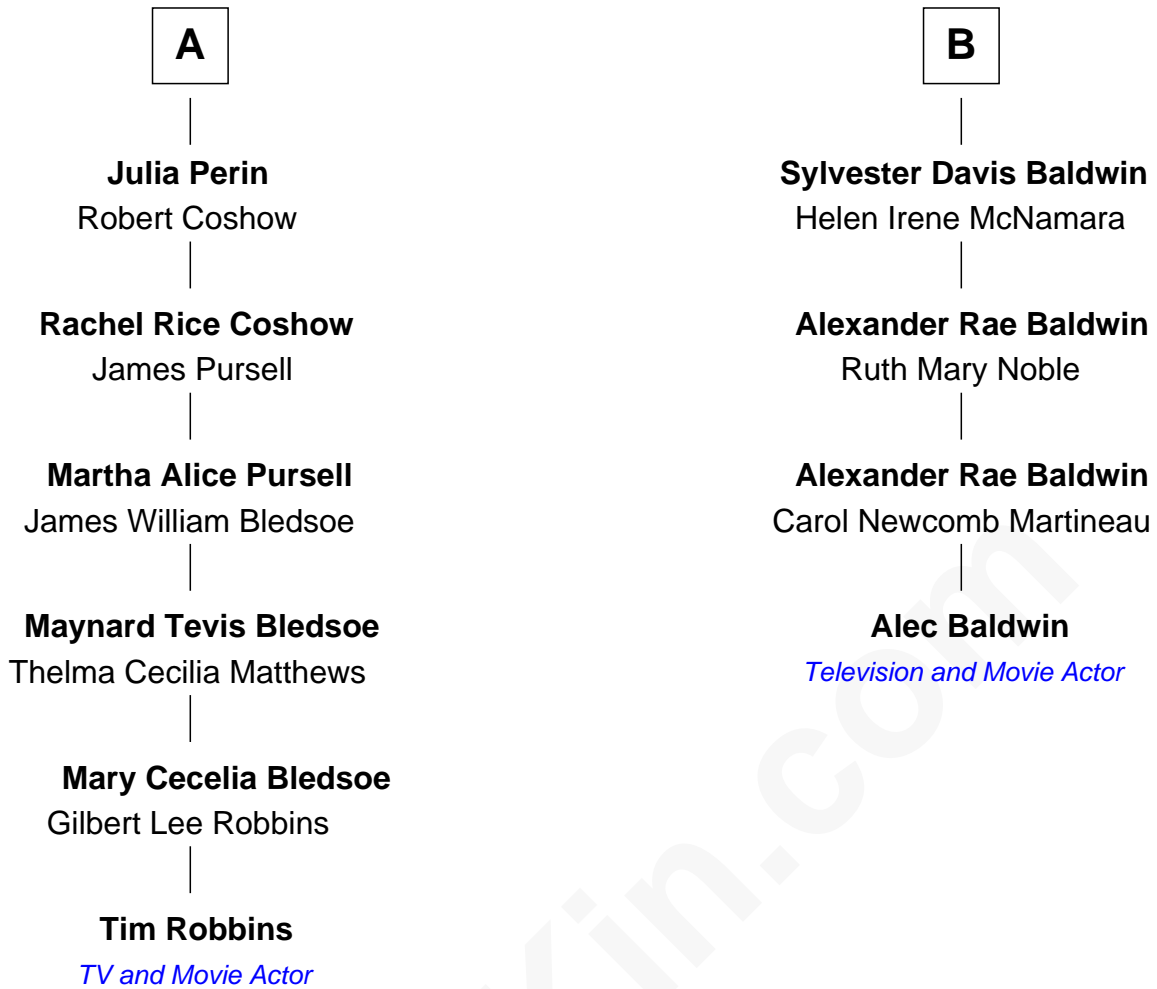 A
Julia Perin
Robert Coshow
Rachel Rice Coshow
James Pursell
Martha Alice Pursell
James William Bledsoe
Maynard Tevis Bledsoe
Thelma Cecilia Matthews
Mary Cecelia Bledsoe
Gilbert Lee Robbins
Tim Robbins
TV and Movie Actor
B
Sylvester Davis Baldwin
Helen Irene McNamara
Alexander Rae Baldwin
Ruth Mary Noble
Alexander Rae Baldwin
Carol Newcomb Martineau
Alec Baldwin
Television and Movie Actor
Kin.com